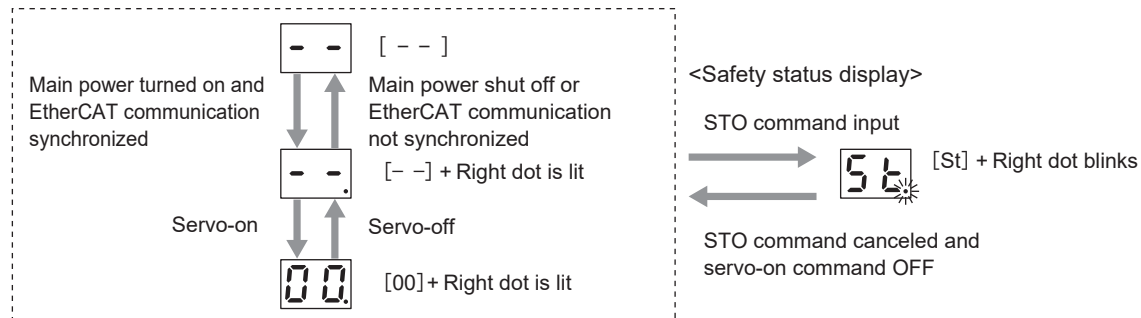 - -
[ - - ]
Main power turned on and
EtherCAT communication
synchronized
Main power shut off or
EtherCAT communication
not synchronized
- -.
[- -] + Right dot is lit
Servo-on
Servo-off
00.
[00]+ Right dot is lit
<Safety status display>
STO command input
St.
[St] + Right dot blinks
STO command canceled and
servo-on command OFF